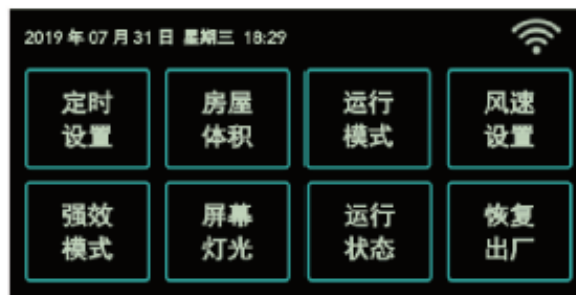 2019 年 07 月 31 日 星期三 18:29
定时 房屋 运行 风速
设置 体积 模式 设置
强效 屏幕 运行 恢复
模式 灯光 状态 出厂